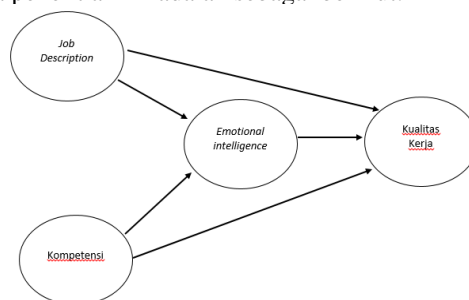 Job
Description
Emotional
intelligence
Kualitas
Kerja
Kompetensi